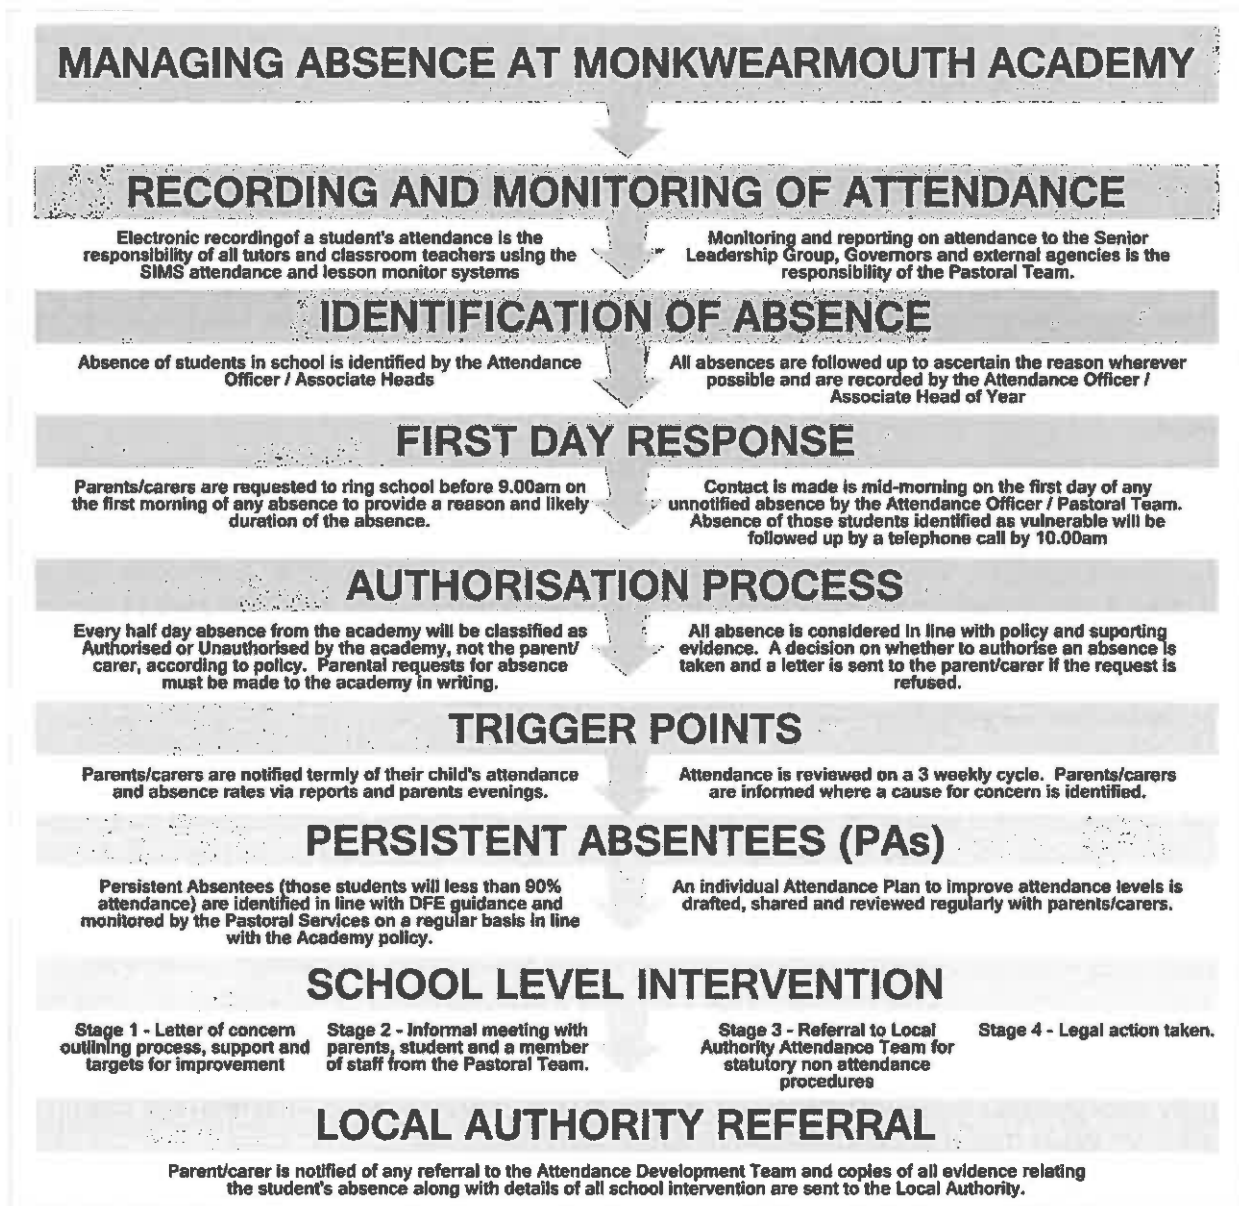 MANAGING ABSENCE AT MONKWEARMOUTH ACADEMY
RECORDING AND MONITORING OF ATTENDANCE
Electronic recordingof a student's attendance is the
responsibility of all tutors and classroom teachers using the
SIMS attendance and lesson monitor systems
Monitoring and reporting on attendance to the Senior
Leadership Group, Governors and external agencies is the
responsibility of the Pastoral Team.
IDENTIFICATION OF ABSENCE
Absence of students in school is identified by the Attendance
Officer / Associate Heads
All absences are followed up to ascertain the reason wherever
possible and are recorded by the Attendance Officer /
Associate Head of Year
FIRST DAY RESPONSE
Parents/carers are requested to ring school before 9.00am on
the first morning of any absence to provide a reason and likely
duration of the absence.
Contact is made is mid-morning on the first day of any
unnotified absence by the Attendance Officer / Pastoral Team.
Absence of those students identified as vulnerable will be
followed up by a telephone call by 10.00am
AUTHORISATION PROCESS
Every half day absence from the academy will be classified as
Authorised or Unauthorised by the academy, not the parent/
carer, according to policy. Parental requests for absence
must be made to the academy in writing.
All absence is considered in line with policy and suporting
evidence. A decision on whether to authorise an absence is
taken and a letter is sent to the parent/carer if the request is
refused.
TRIGGER POINTS
Parents/carers are notified termly of their child's attendance
and absence rates via reports and parents evenings.
Attendance is reviewed on a 3 weekly cycle. Parents/carers
are informed where a cause for concern is identified.
PERSISTENT ABSENTEES (PAs)
Persistent Absentees (those students will less than 90%
attendance) are identified in line with DFE guidance and
monitored by the Pastoral Services on a regular basis in line
with the Academy policy.
An individual Attendance Plan to improve attendance levels is
drafted, shared and reviewed regularly with parents/carers.
SCHOOL LEVEL INTERVENTION
Stage 1 - Letter of concern
outlining process, support and
targets for improvement
Stage 2 - Informal meeting with
parents, student and a member
of staff from the Pastoral Team.
Stage 3 - Referral to Local
Authority Attendance Team for
statutory non attendance
procedures
Stage 4 - Legal action taken.
LOCAL AUTHORITY REFERRAL
Parent/carer is notified of any referral to the Attendance Development Team and copies of all evidence relating
the student's absence along with details of all school intervention are sent to the Local Authority.